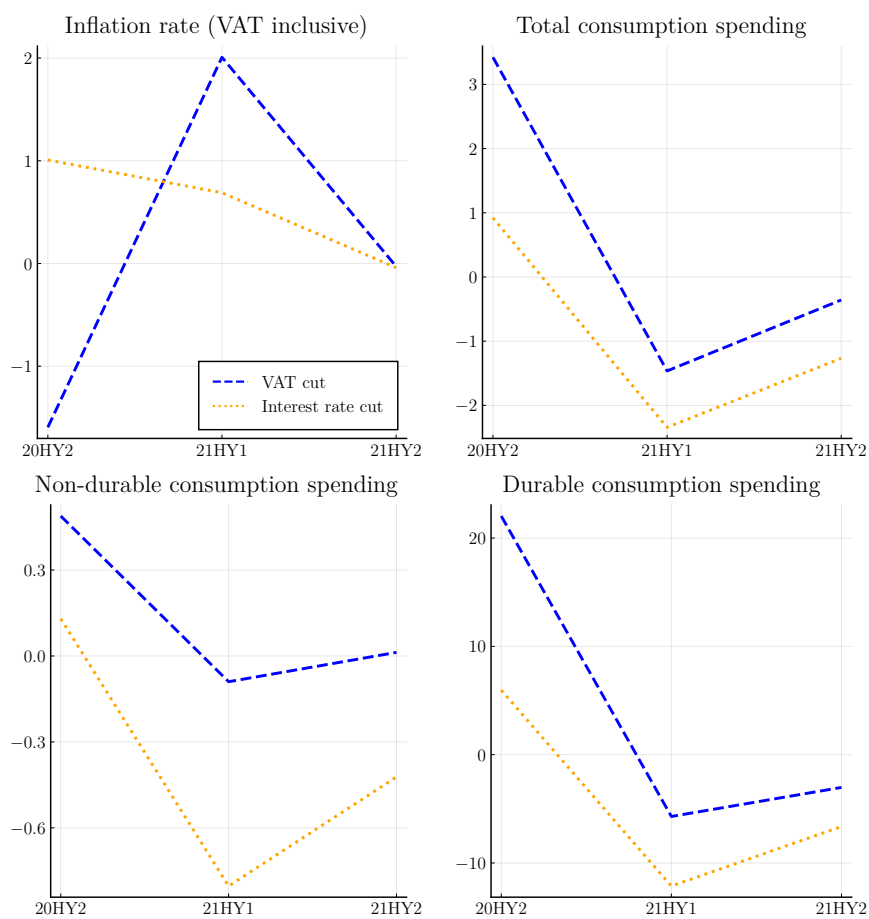 Inflation rate (VAT inclusive)
2
1
0
−1
VAT cut
Interest rate cut
20HY2 21HY1 21HY2
Total consumption spending
3
2
1
0
−1
−2
20HY2 21HY1 21HY2
Non-durable consumption spending
0.3
0.0
−0.3
−0.6
20HY2 21HY1 21HY2
Durable consumption spending
20
10
0
−10
20HY2 21HY1 21HY2